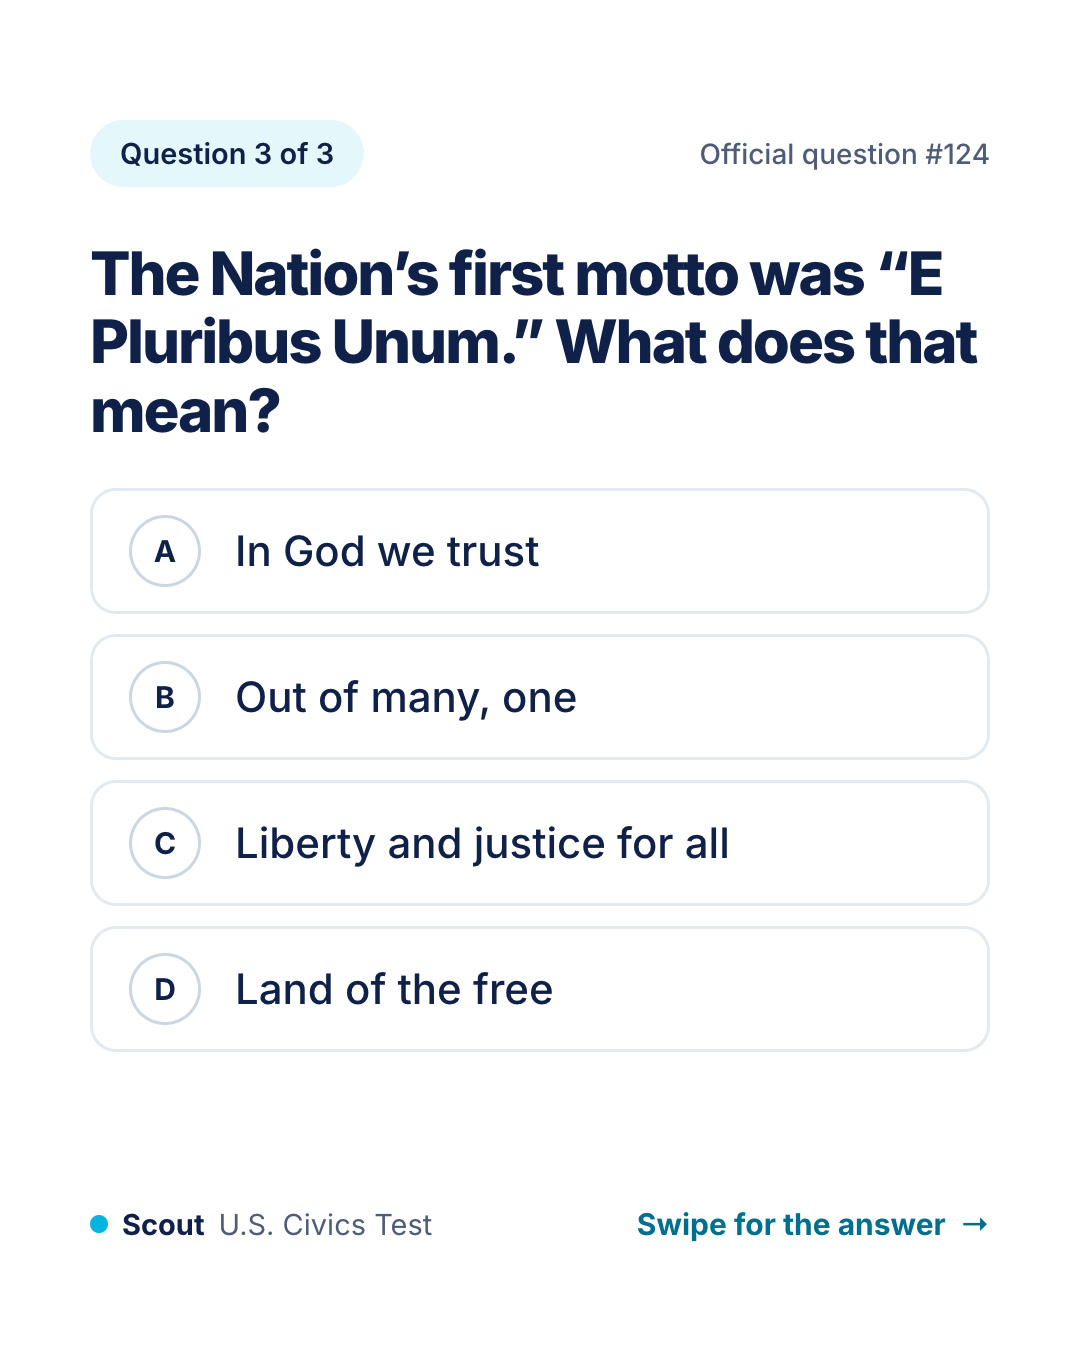 Question 3 of 3
Official question #124
The Nation’s first motto was “E
Pluribus Unum.” What does that
mean?
A In God we trust
B Out of many, one
C Liberty and justice for all
D Land of the free
Scout U.S. Civics Test
Swipe for the answer →